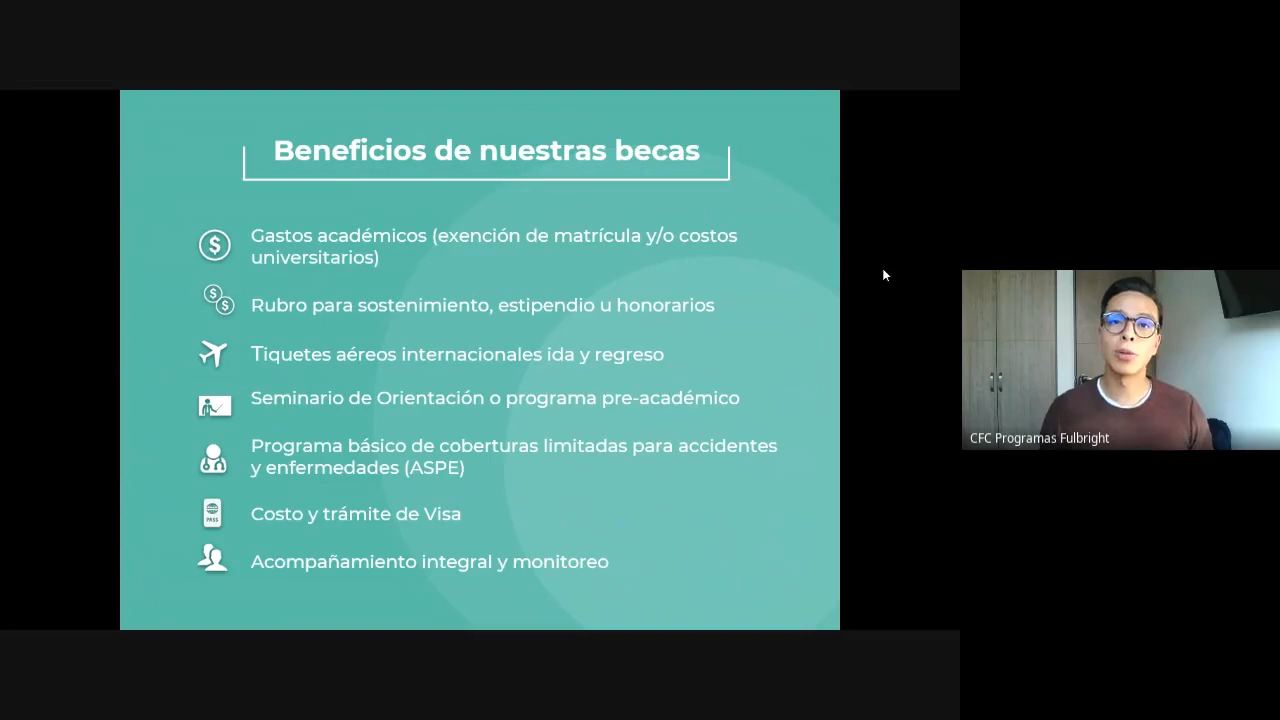 Beneficios de nuestras becas
$
Gastos académicos (exención de matrícula y/o costos
universitarios)
$
$
Rubro para sostenimiento, estipendio u honorarios
Tiquetes aéreos internacionales ida y regreso
Seminario de Orientación o programa pre-académico
Programa básico de coberturas limitadas para accidentes
y enfermedades (ASPE)
PASS
Costo y trámite de Visa
Acompañamiento integral y monitoreo
CFC Programas Fulbright